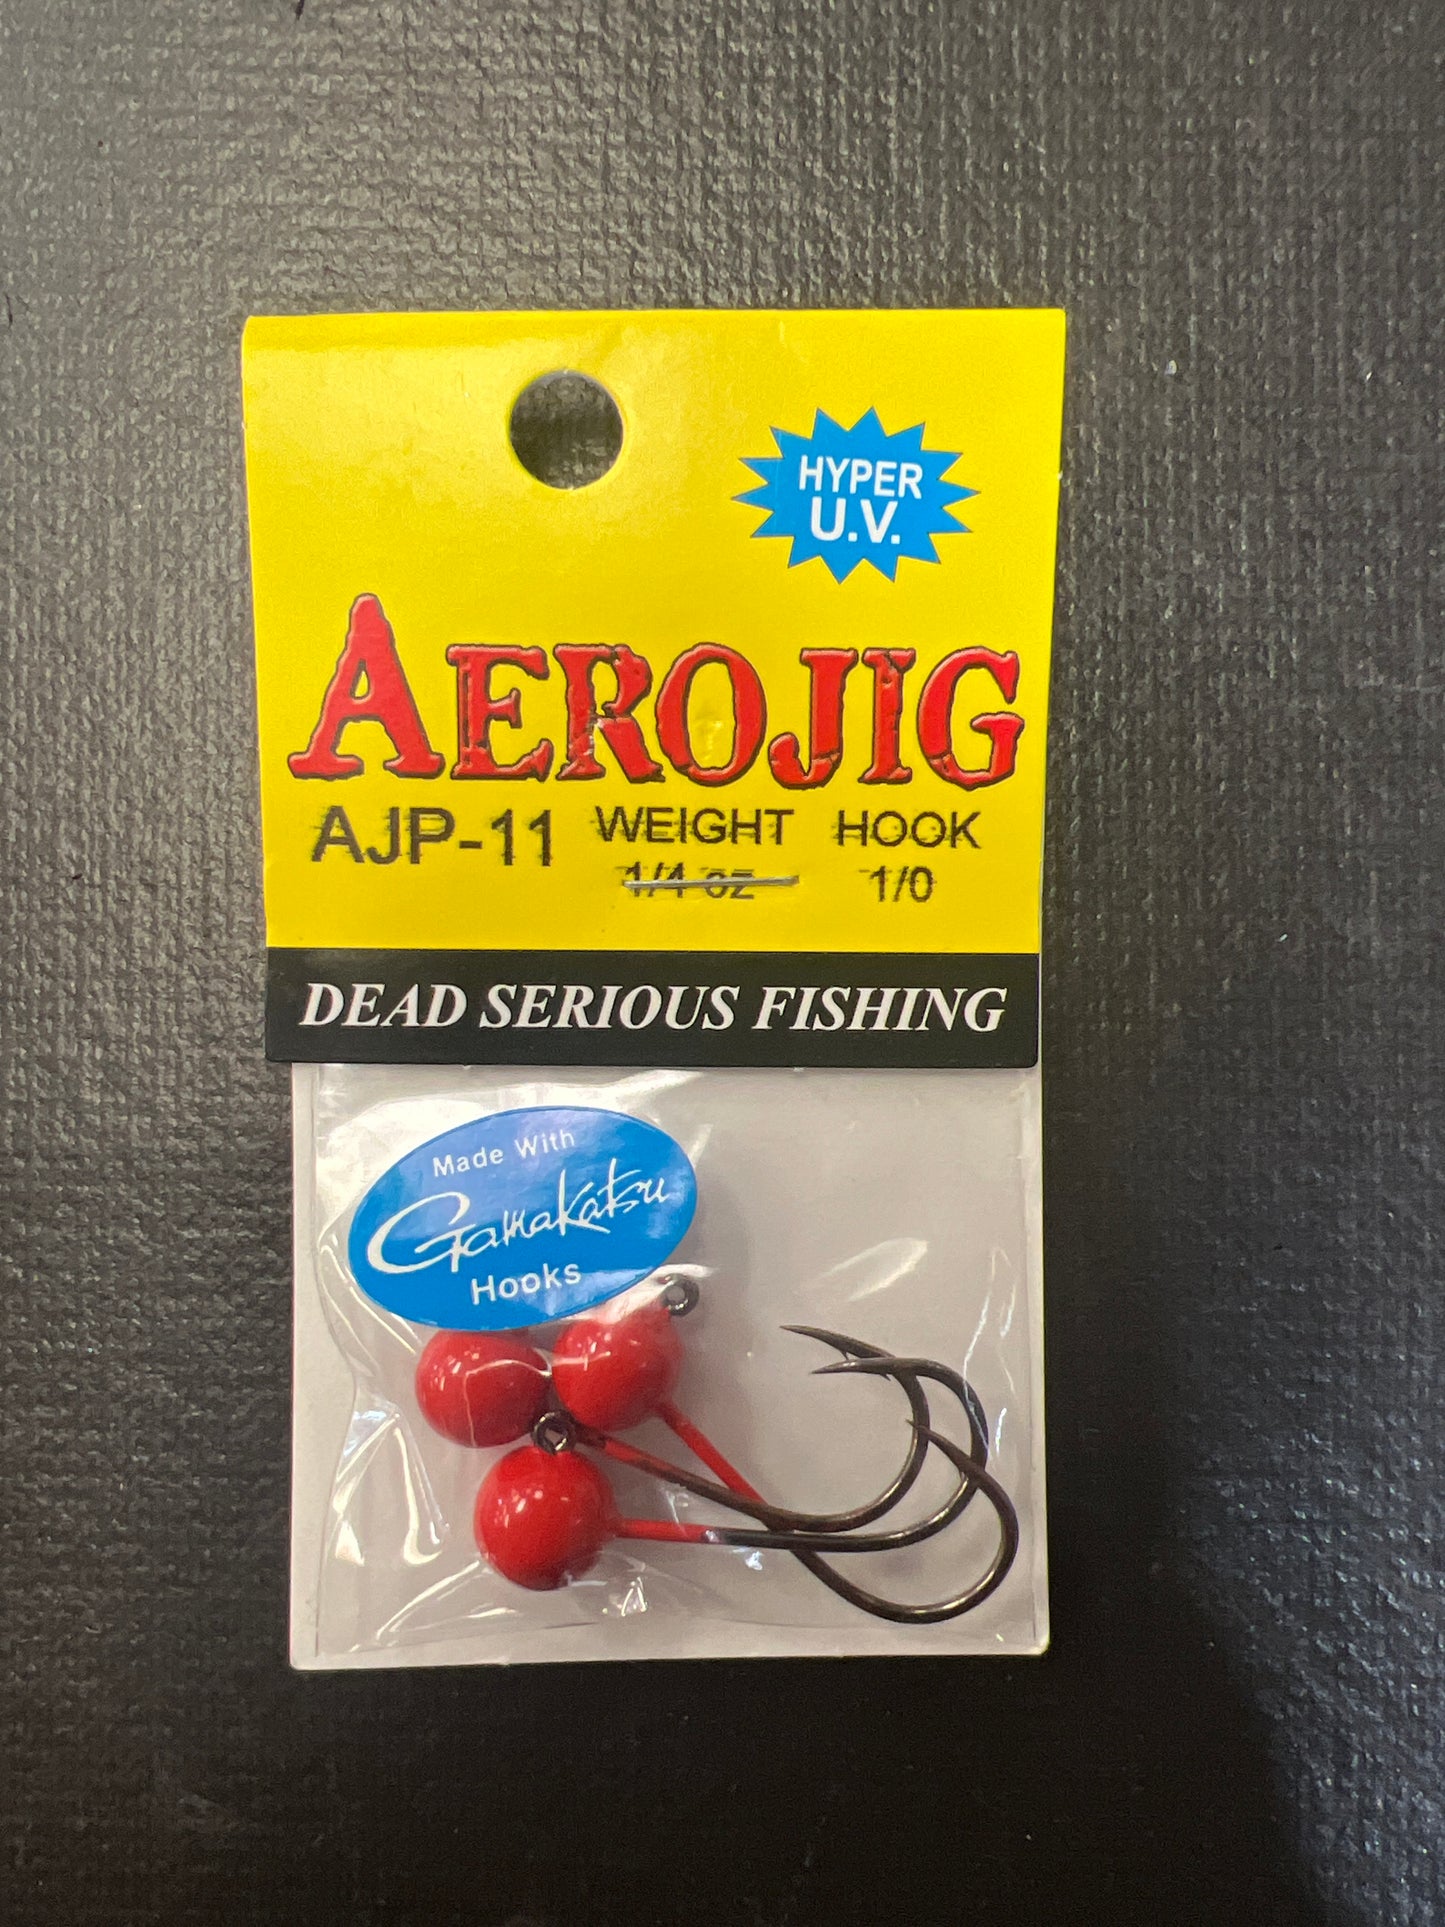 HYPER
U.V.
AEROJIG
AJP-11 WEIGHT HOOK
1/4 oz 1/0
DEAD SERIOUS FISHING
Made With
Gamakatsu
Hooks